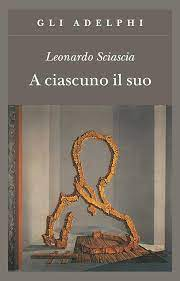 GLI ADELPHI
Leonardo Sciascia
A ciascuno il suo